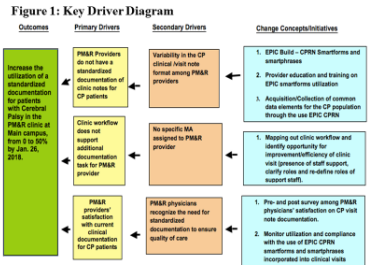 Figure 1: Key Driver Diagram
Outcomes
Primary Drivers
Secondary Drivers
Change Concepts/Initiatives
Increase the
utilization of a
standardized
documentation
for patients
with Cerebral
Palsy in the
PM&R clinic at
Main campus,
from 0 to 50%
by Jan. 26,
2018.
PM&R Providers
do not have a
standardized
documentation of
clinic notes for
CP patients
Variability in the CP
clinical /visit note
format among PM&R
providers
1. EPIC Build – CPRN Smartforms and
smartphrases
2. Provider education and training on
EPIC smartforms utilization
3. Acquisition/Collection of common
data elements for the CP population
through the use EPIC CPRN
Clinic workflow
does not
support
additional
documentation
task for PM&R
provider
No specific MA
assigned to PM&R
provider
1. Mapping out clinic workflow and
identify opportunity for
improvement/efficiency of clinic
visit (presence of staff support,
clarify roles and re-define roles of
support staff).
PM&R
providers'
satisfaction
with current
clinical
documentation
for CP patients
PM&R physicians
recognize the need for
standardized
documentation to ensure
quality of care
1. Pre- and post survey among PM&R
physicians' satisfaction on CP visit
note documentation.
2. Monitor utilization and compliance
with the use of EPIC CPRN
smartforms and smartphrases
incorporated into clinical visits